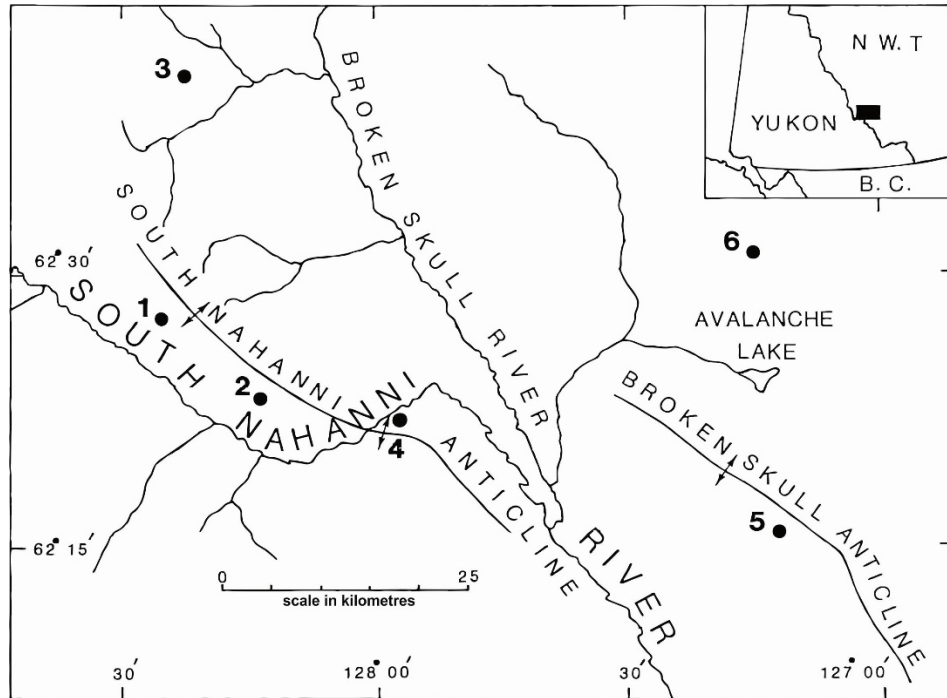 3
N W. T
YUKON
B. C.
BROKEN SKULL RIVER
SOUTH NAHANNI ANTICLINE
6
62° 30′
1
SOUTH NAHANNI RIVER
AVALANCHE
LAKE
2
4
BROKEN SKULL ANTICLINE
5
62° 15′
0 25
scale in kilometres
30′ 128° 00′ 30′ 127° 00′